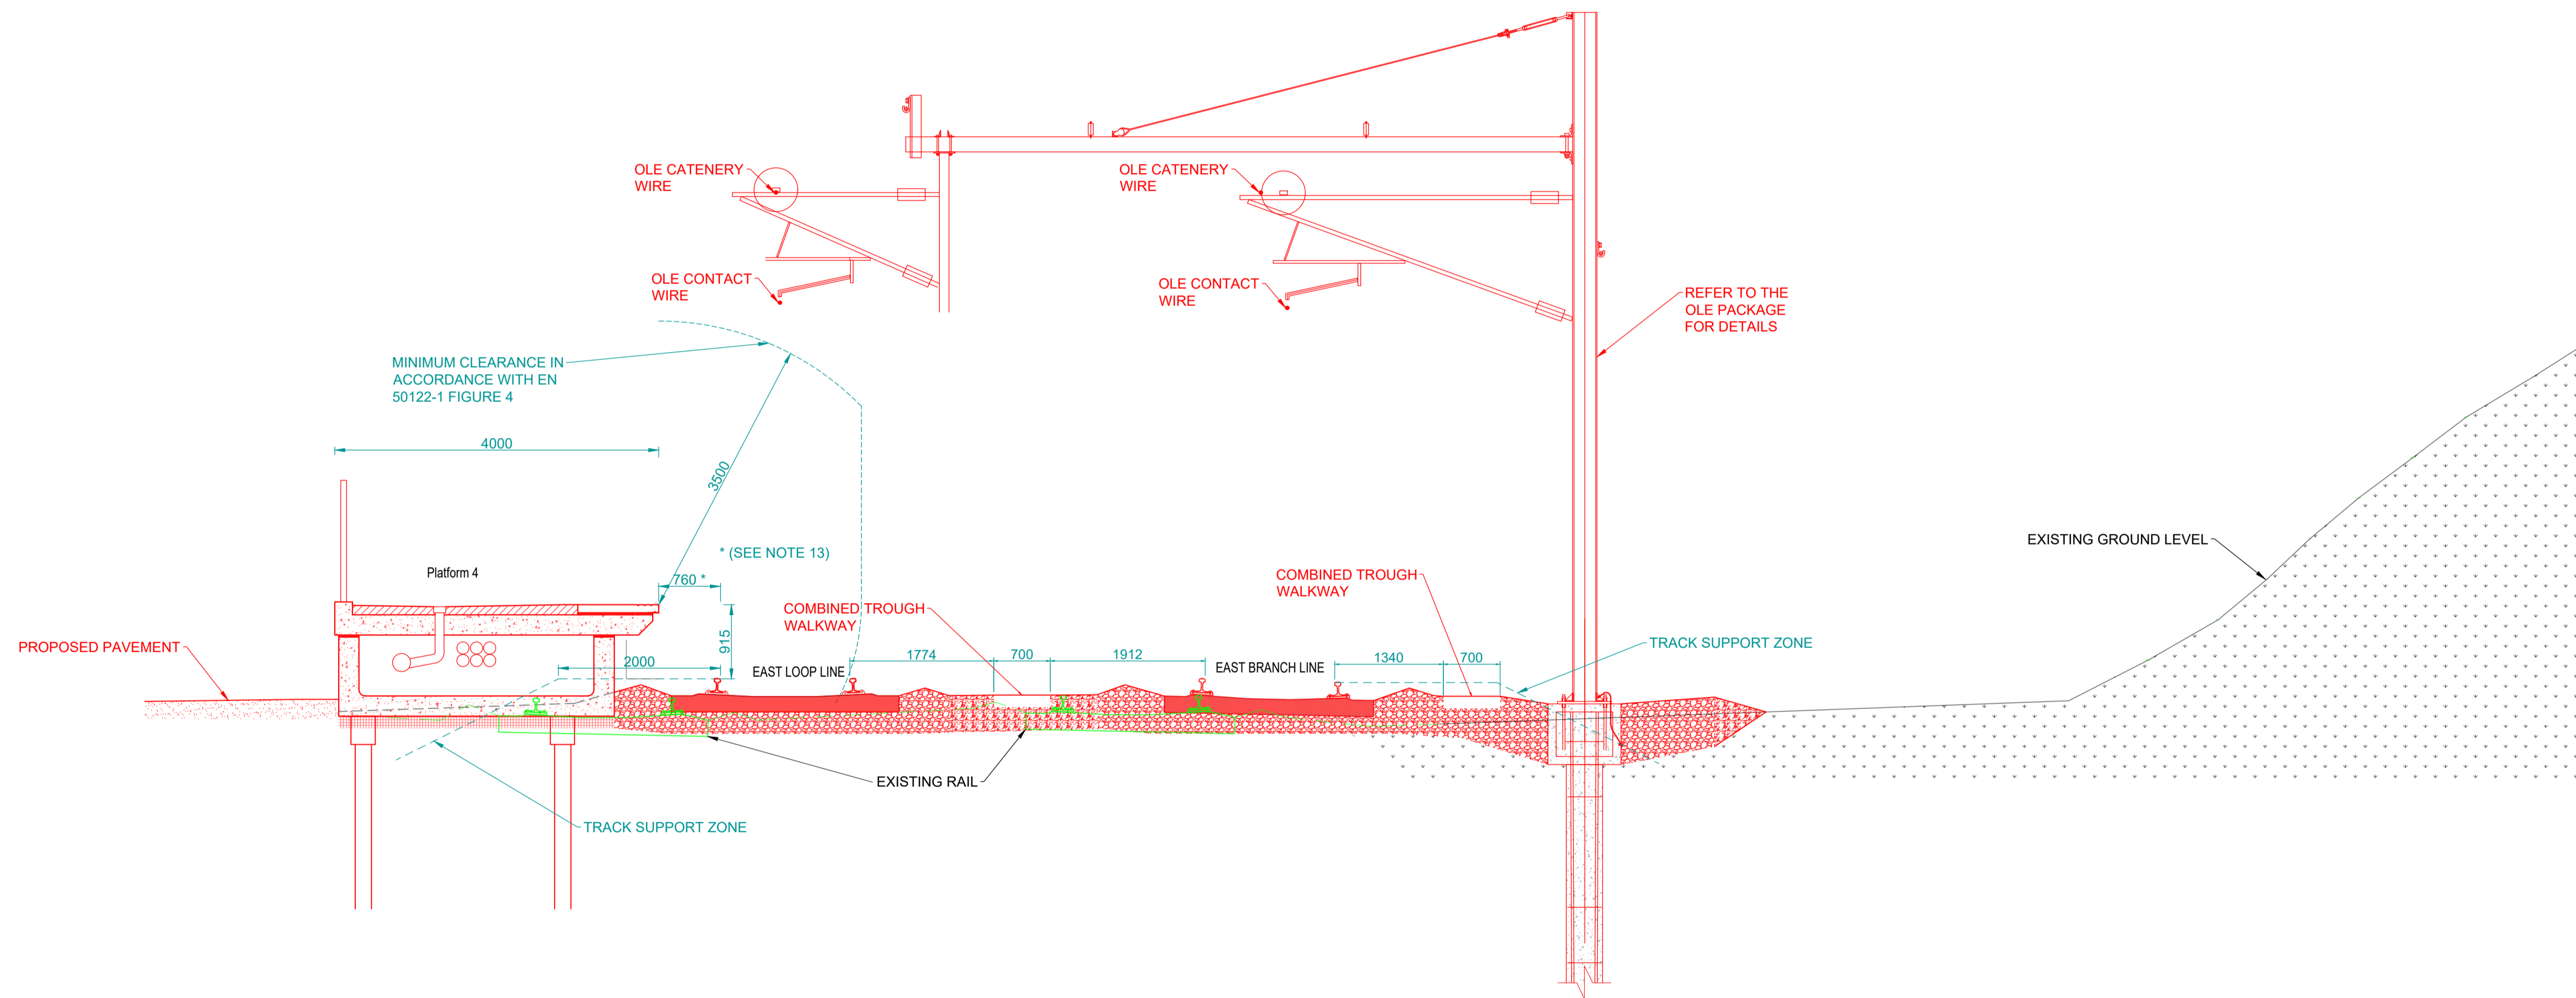 OLE CATENERY
WIRE
OLE CATENERY
WIRE
OLE CONTACT
WIRE
OLE CONTACT
WIRE
REFER TO THE
OLE PACKAGE
FOR DETAILS
MINIMUM CLEARANCE IN
ACCORDANCE WITH EN
50122-1 FIGURE 4
4000
3500
EXISTING GROUND LEVEL
* (SEE NOTE 13)
Platform 4
760 *
COMBINED TROUGH
WALKWAY
COMBINED TROUGH
WALKWAY
915
PROPOSED PAVEMENT
TRACK SUPPORT ZONE
2000
EAST LOOP LINE
1774
700
1912
EAST BRANCH LINE
1340
700
EXISTING RAIL
TRACK SUPPORT ZONE